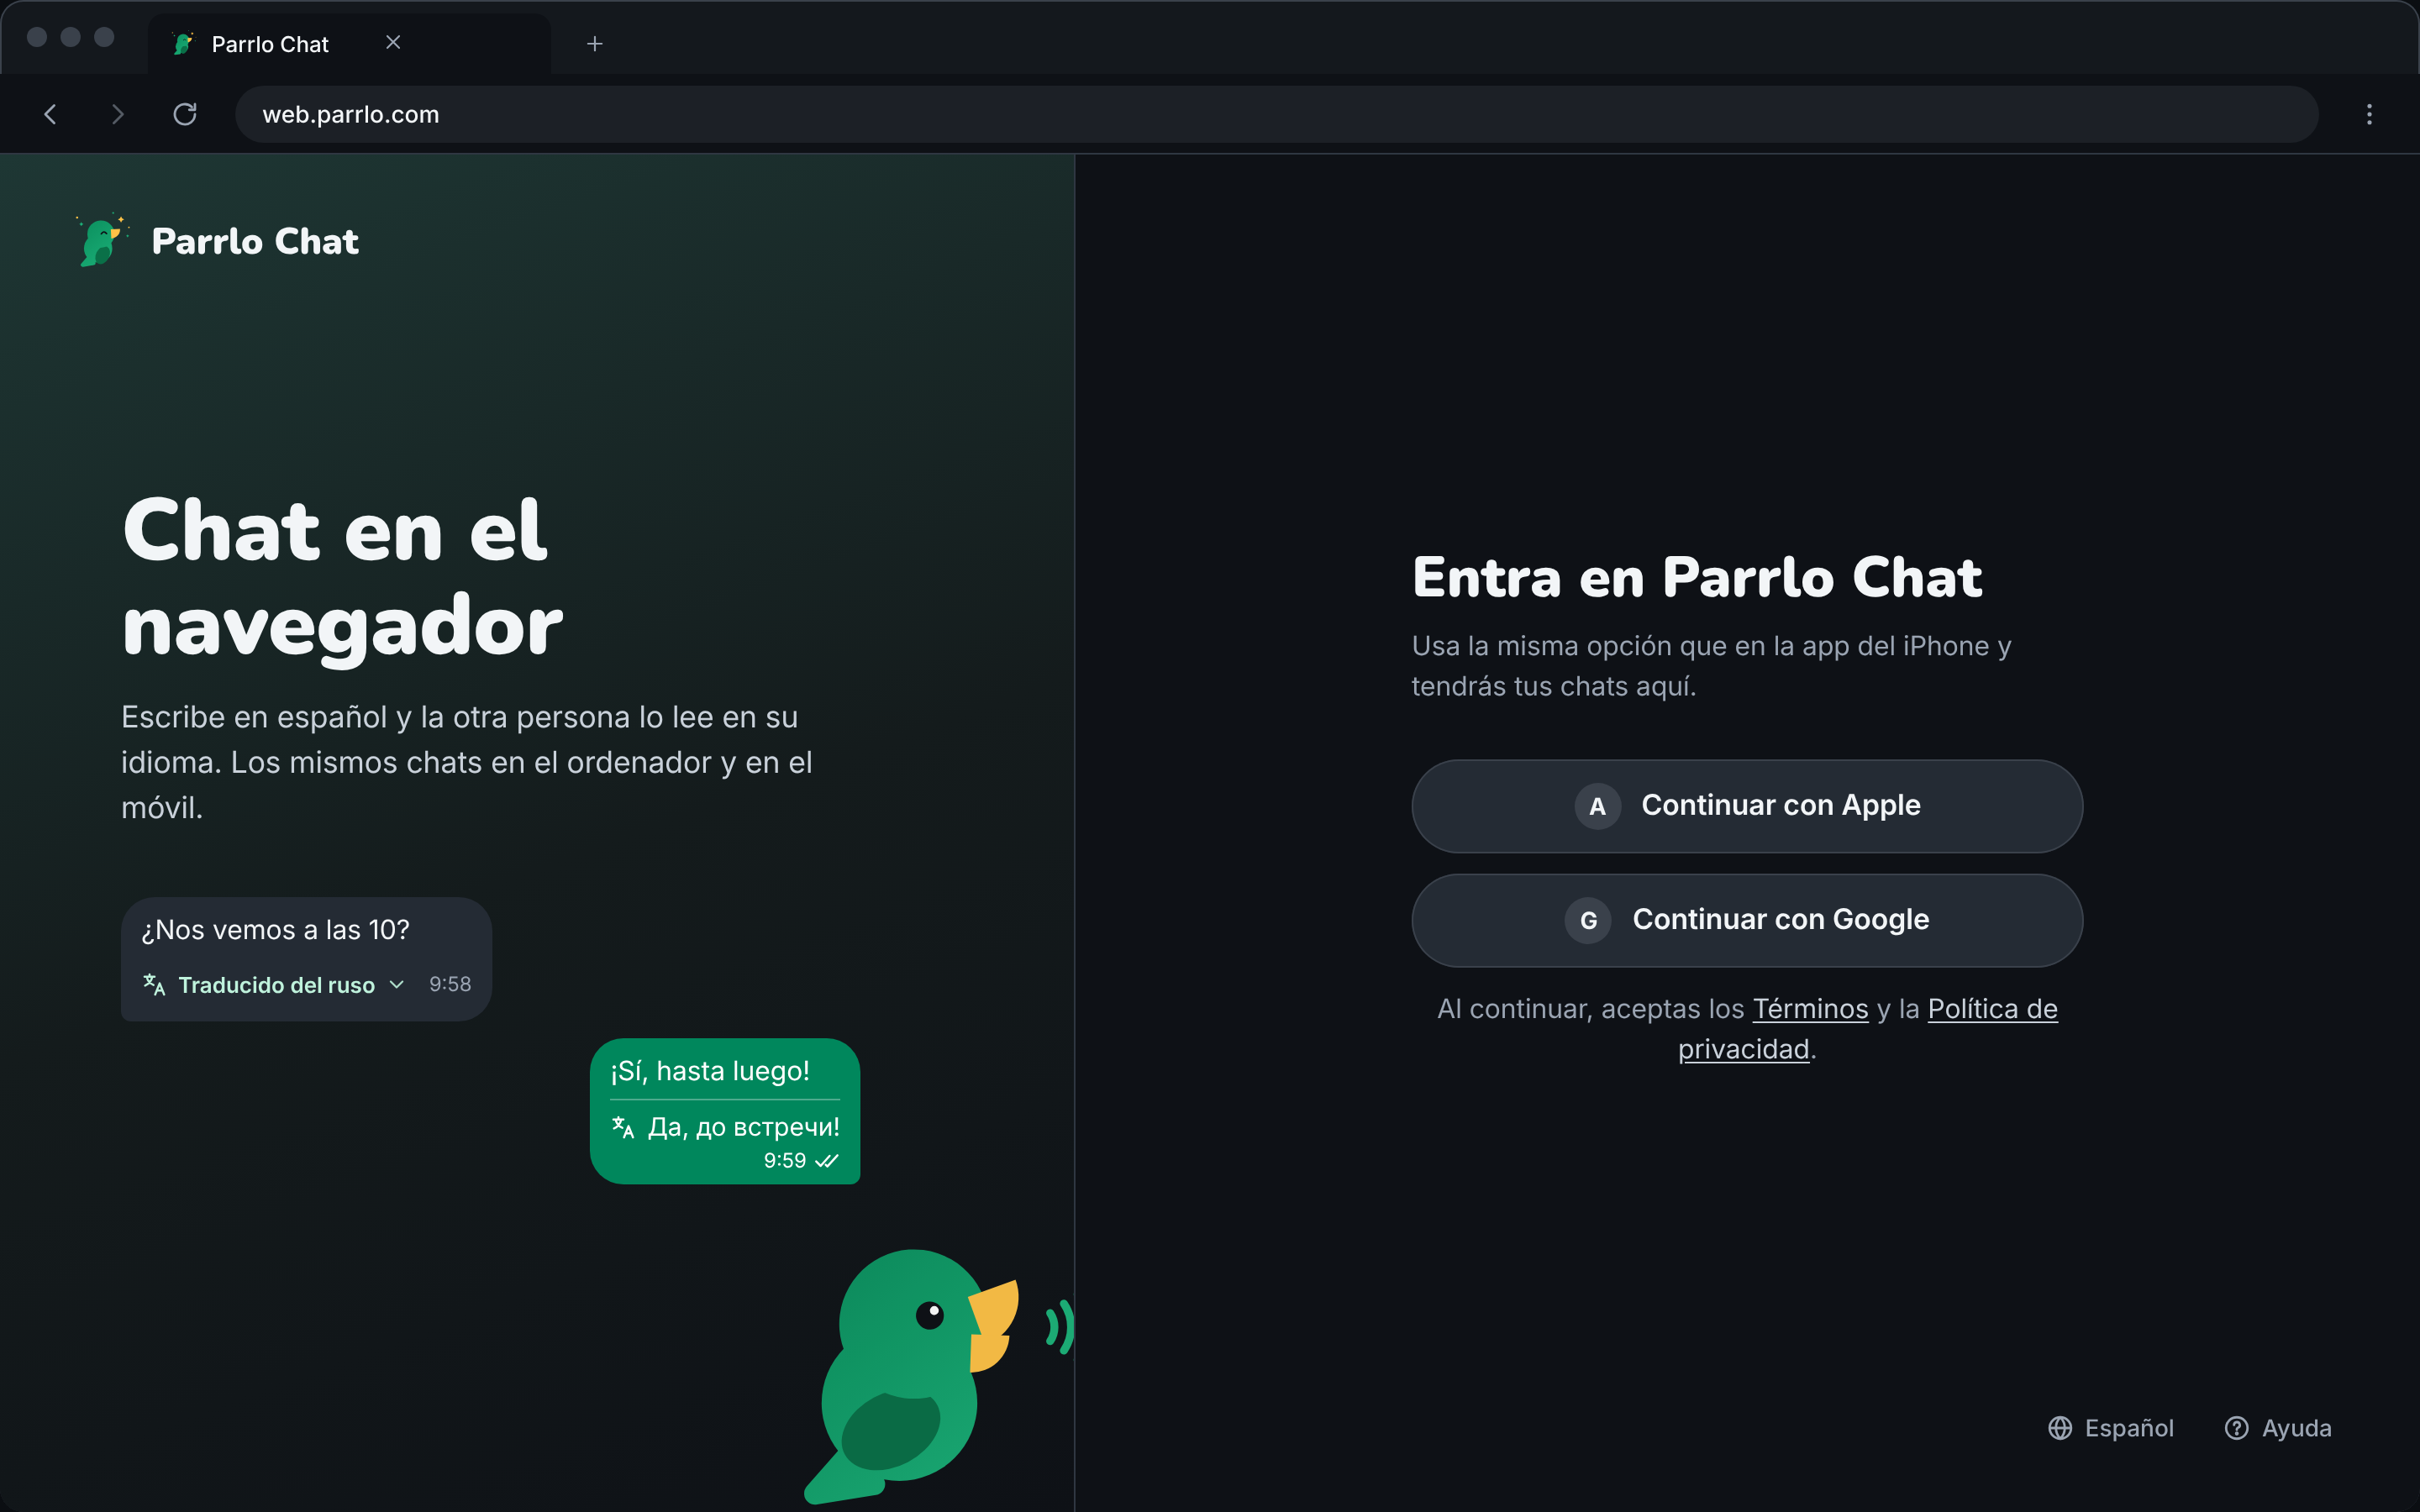 Parrlo Chat
web.parrlo.com
Parrlo Chat
Chat en el
navegador
Escribe en español y la otra persona lo lee en su
idioma. Los mismos chats en el ordenador y en el
móvil.
¿Nos vemos a las 10?
Traducido del ruso 9:58
¡Sí, hasta luego!
Да, до встречи!
9:59
Entra en Parrlo Chat
Usa la misma opción que en la app del iPhone y
tendrás tus chats aquí.
A Continuar con Apple
G Continuar con Google
Al continuar, aceptas los Términos y la Política de
privacidad.
Español Ayuda